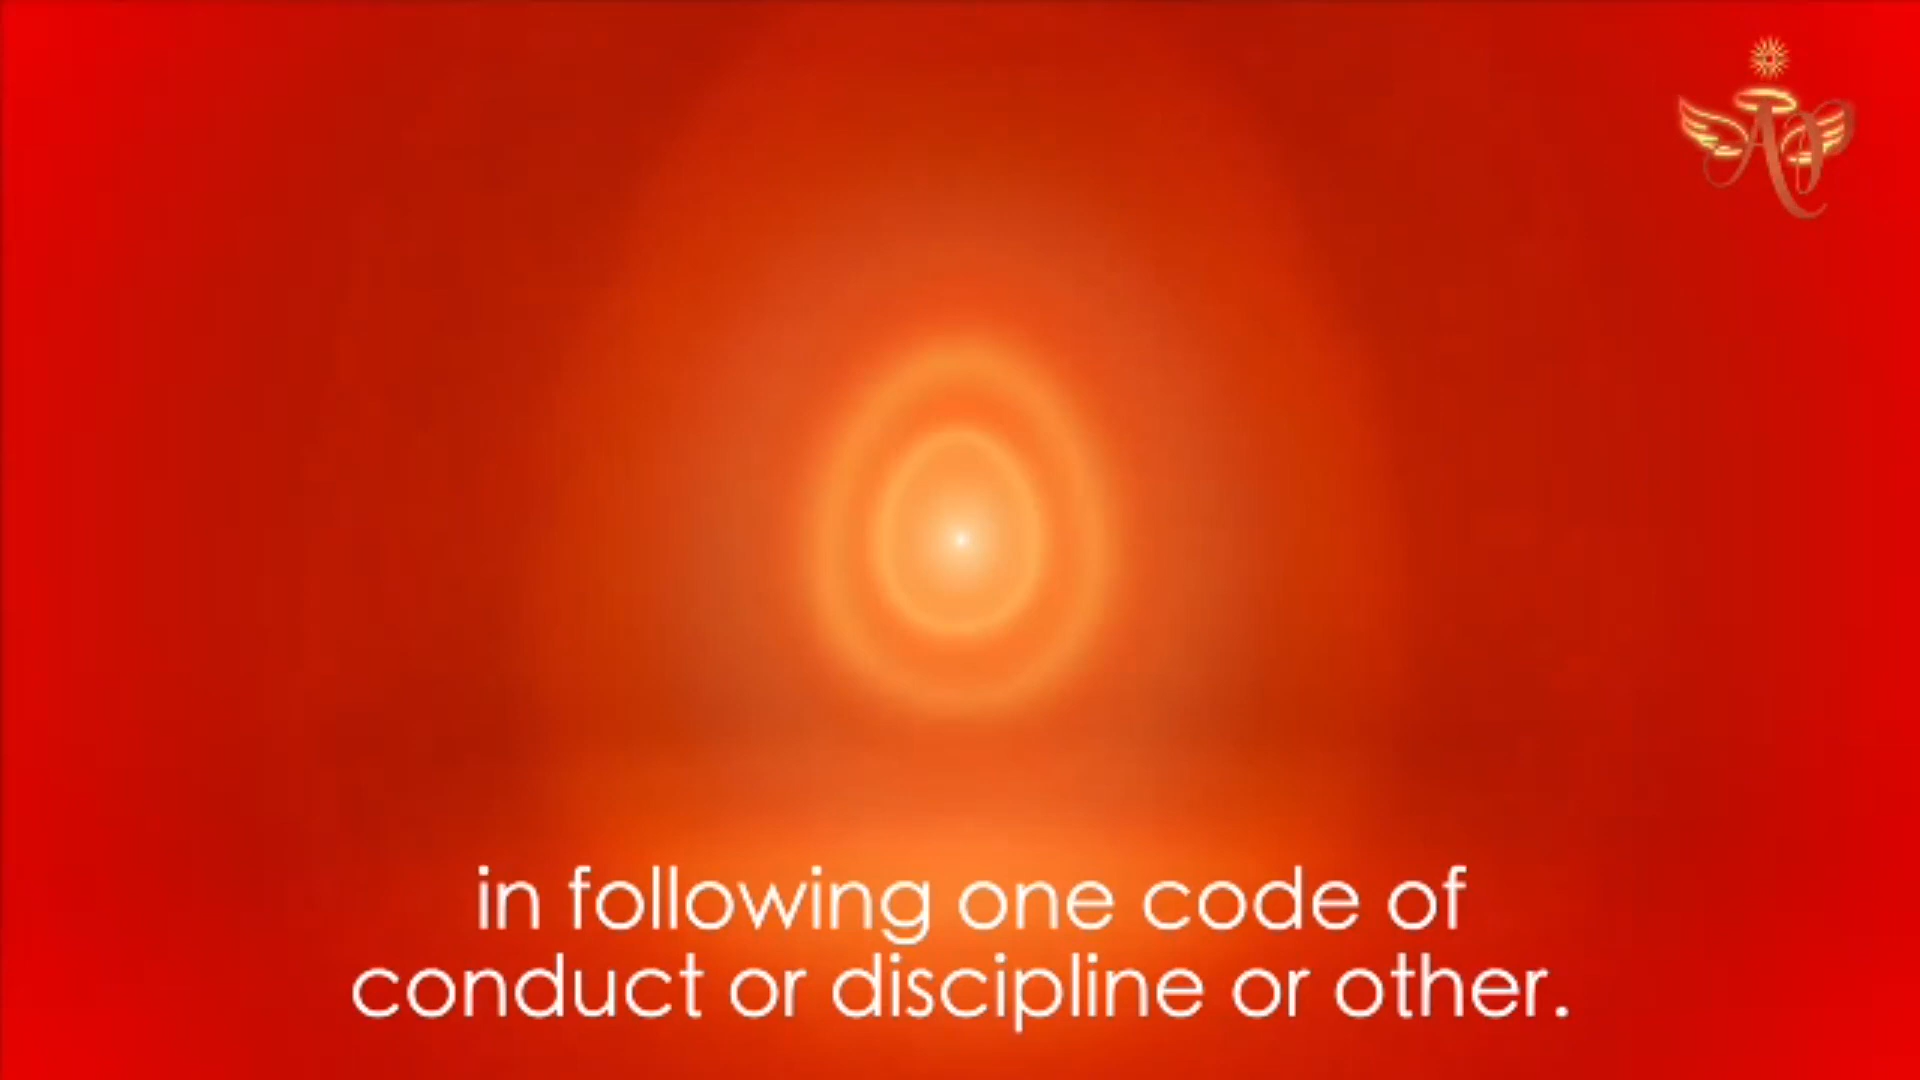 in following one code of
conduct or discipline or other.